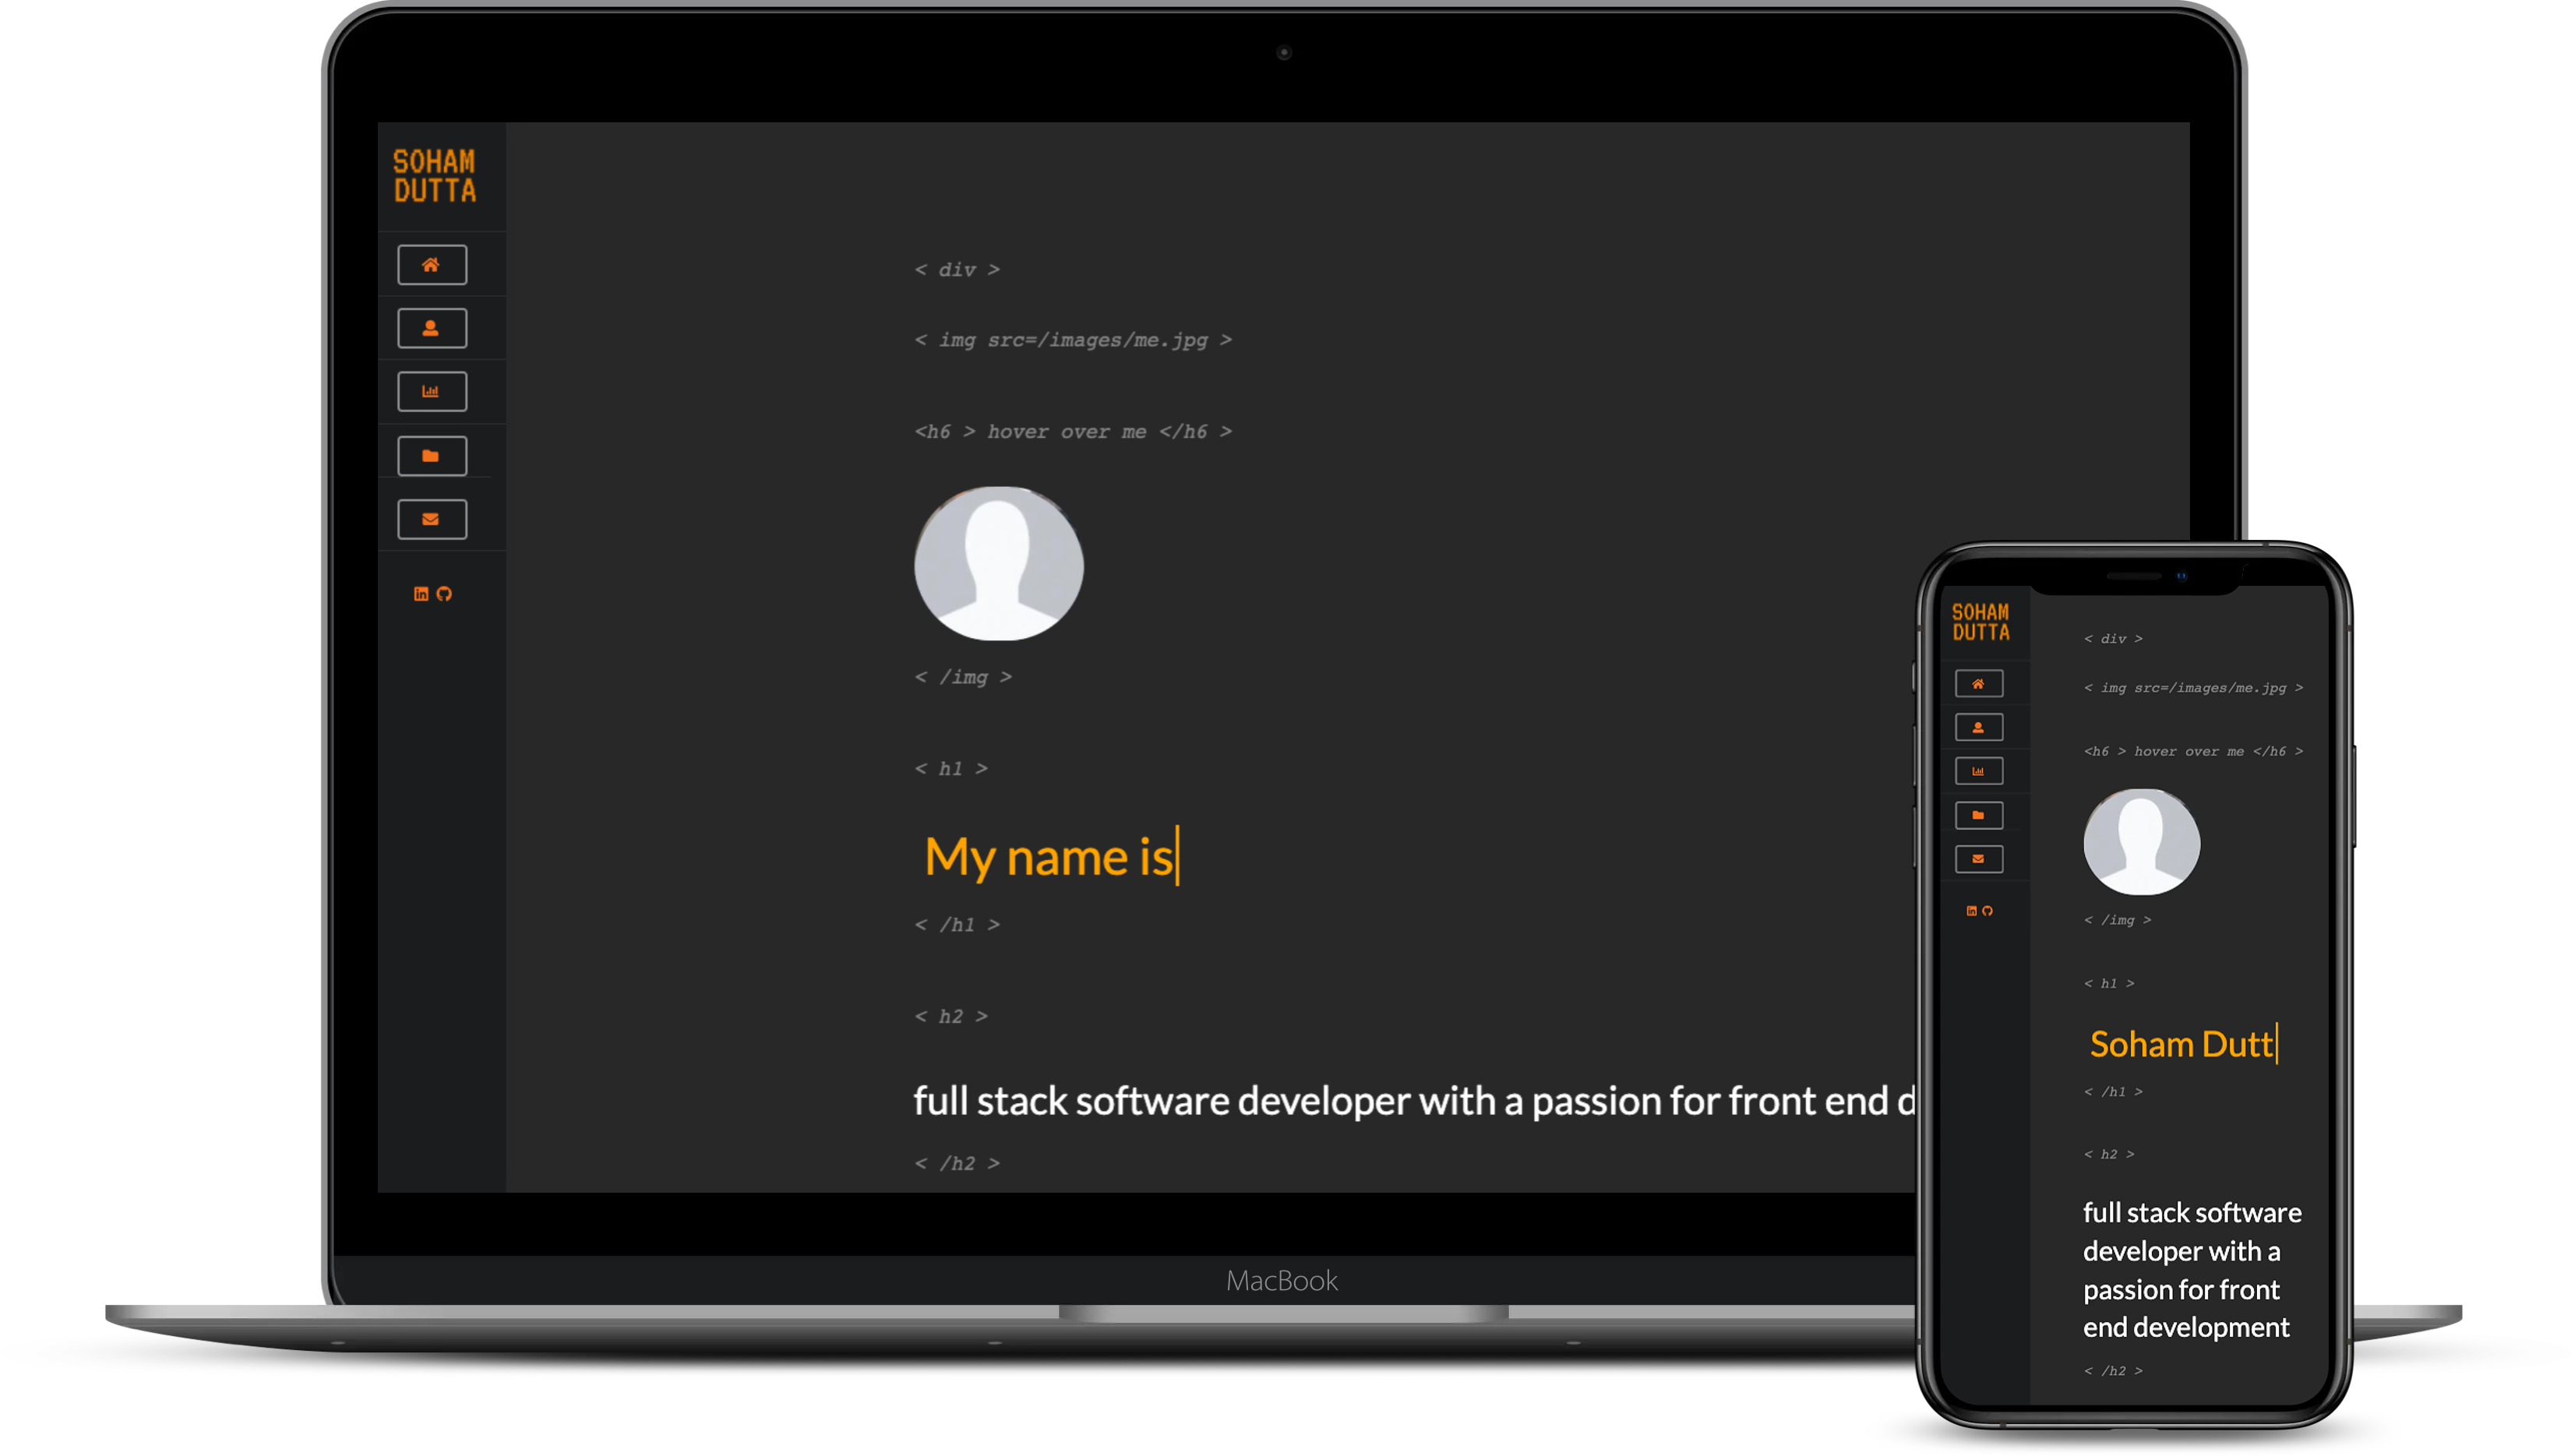 SOHAM
DUTTA
< div >
< img src=/images/me.jpg >
<h6 > hover over me </h6 >
< /img >
< h1 >
My name is
< /h1 >
< h2 >
full stack software developer with a passion for front end d
< /h2 >
MacBook
SOHAM
DUTTA
< div >
< img src=/images/me.jpg >
<h6 > hover over me </h6 >
< /img >
< h1 >
Soham Dutt
< /h1 >
< h2 >
full stack software
developer with a
passion for front
end development
< /h2 >